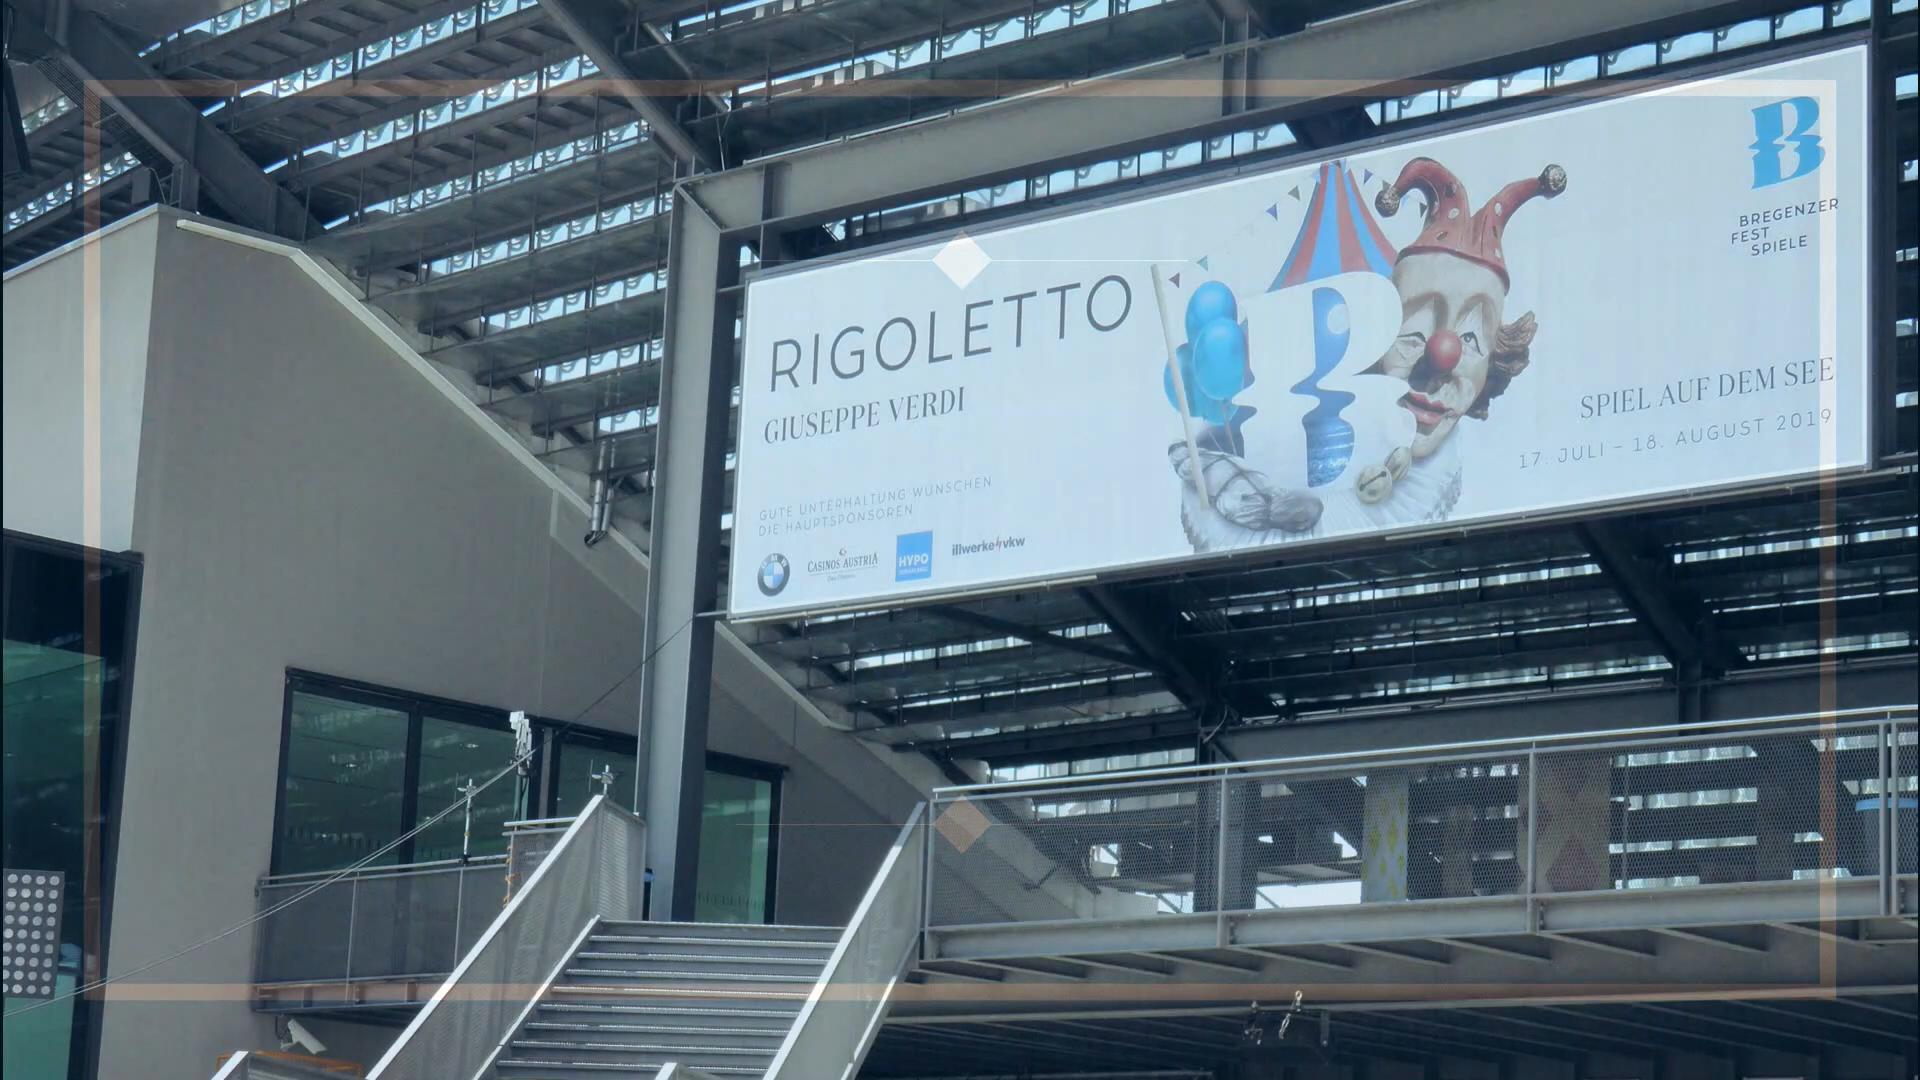 RIGOLETTO
GIUSEPPE VERDI
GUTE UNTERHALTUNG WÜNSCHEN
DIE HAUPTSPONSOREN
BMW
CASINOS AUSTRIA
HYPO
illwerke vkw
B
BREGENZER
FEST
SPIELE
SPIEL AUF DEM SEE
17. JULI – 18. AUGUST 2019